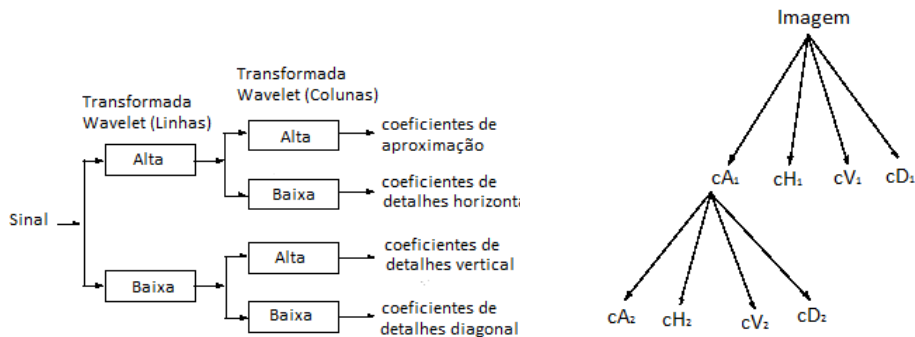 Transformada
Wavelet (Linhas)
Transformada
Wavelet (Colunas)
Sinal
Alta
Baixa
Alta
coeficientes de
aproximação
Baixa
coeficientes de
detalhes horizonta
Alta
coeficientes de
detalhes vertical
Baixa
coeficientes de
detalhes diagonal
Imagem
cA₁ cH₁ cV₁ cD₁
cA₂ cH₂ cV₂ cD₂